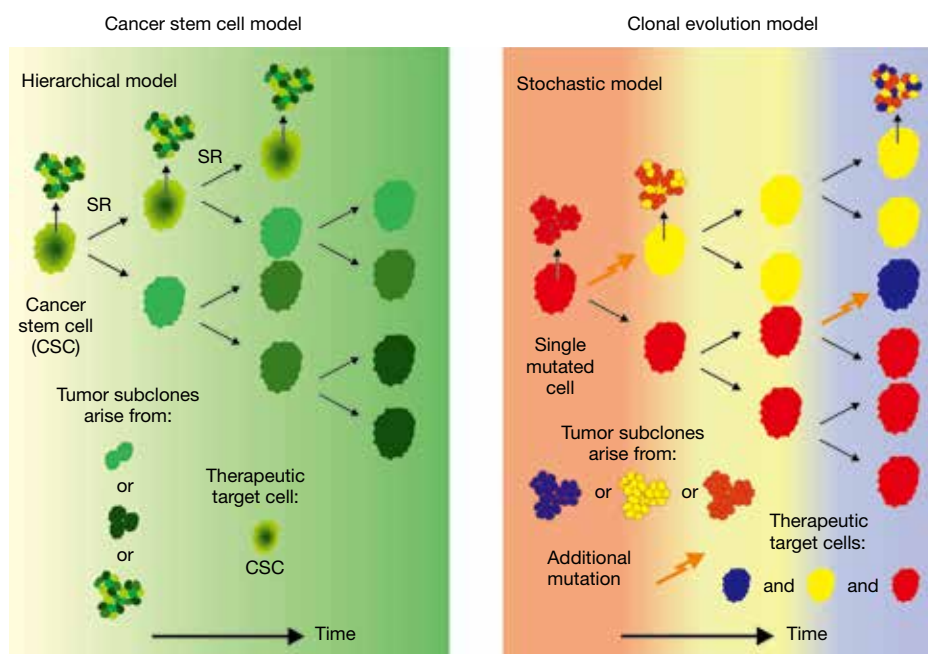 Cancer stem cell model
Hierarchical model
SR
SR
Cancer
stem cell
(CSC)
Tumor subclones
arise from:
or
or
Therapeutic
target cell:
CSC
Time
Clonal evolution model
Stochastic model
Single
mutated
cell
Tumor subclones
arise from:
or
or
Additional
mutation
Therapeutic
target cells:
and
and
Time